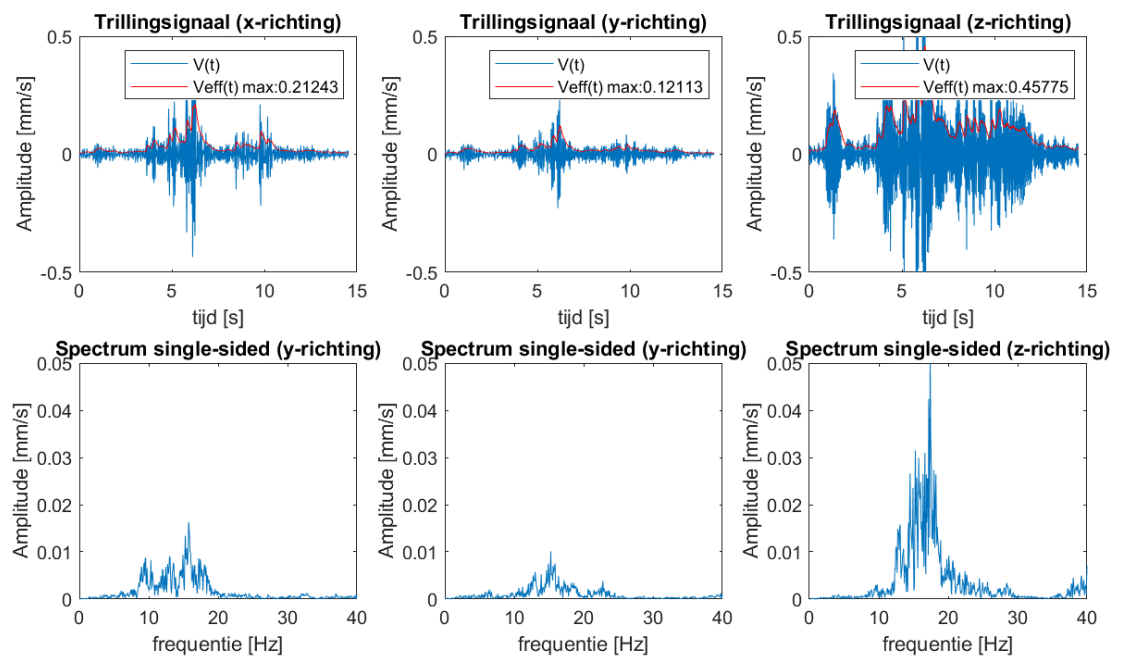 Trillingsignaal (x-richting)
0.5
0
-0.5
Amplitude [mm/s]
V(t)
Veff(t) max:0.21243
0 5 10 15
tijd [s]
Trillingsignaal (y-richting)
0.5
0
-0.5
Amplitude [mm/s]
V(t)
Veff(t) max:0.12113
0 5 10 15
tijd [s]
Trillingsignaal (z-richting)
0.5
0
-0.5
Amplitude [mm/s]
V(t)
Veff(t) max:0.45775
0 5 10 15
tijd [s]
Spectrum single-sided (y-richting)
0.05
0.04
0.03
0.02
0.01
0
Amplitude [mm/s]
0 10 20 30 40
frequentie [Hz]
Spectrum single-sided (y-richting)
0.05
0.04
0.03
0.02
0.01
0
Amplitude [mm/s]
0 10 20 30 40
frequentie [Hz]
Spectrum single-sided (z-richting)
0.05
0.04
0.03
0.02
0.01
0
Amplitude [mm/s]
0 10 20 30 40
frequentie [Hz]